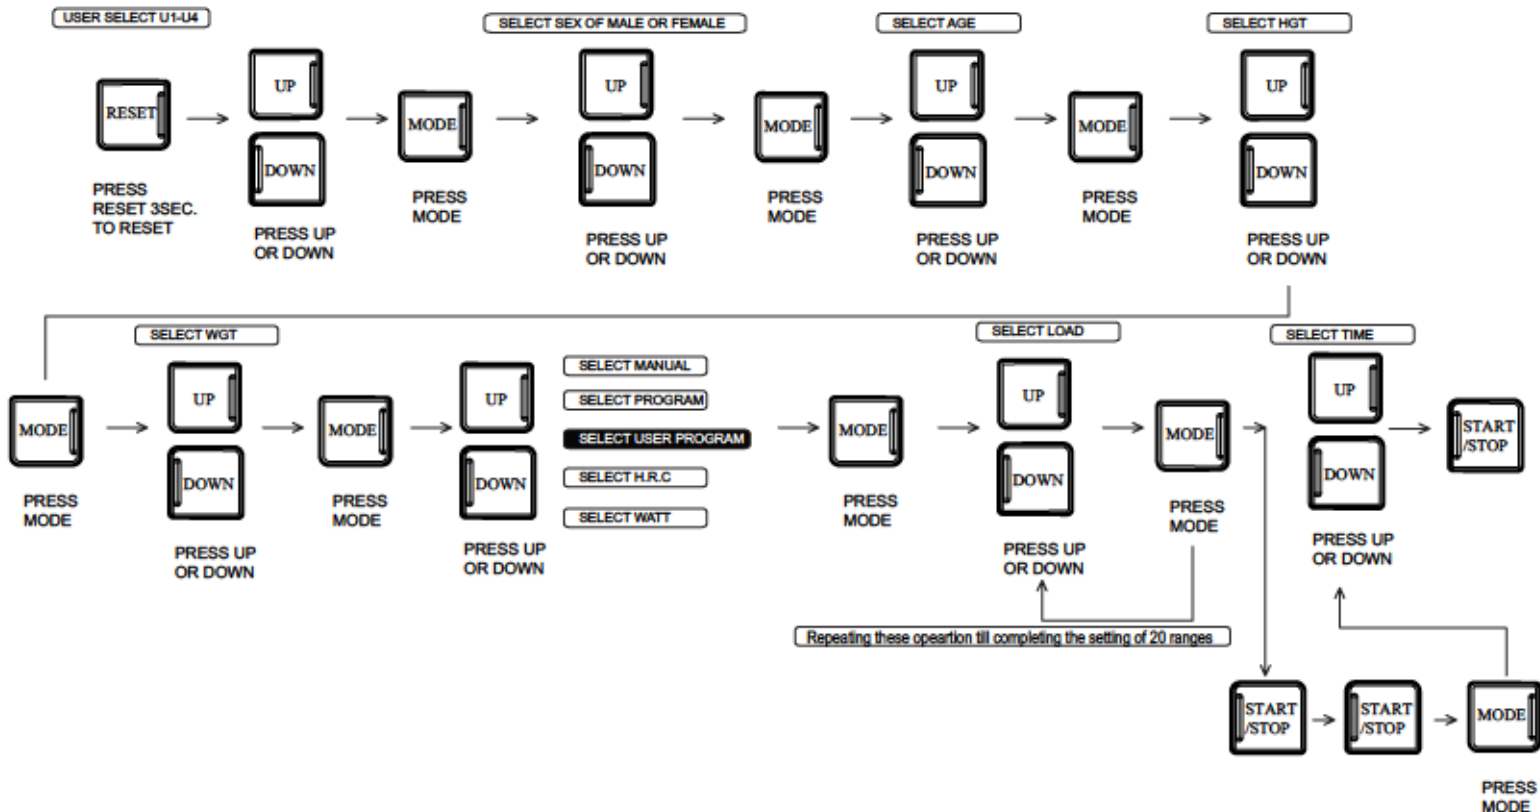 USER SELECT U1-U4
SELECT SEX OF MALE OR FEMALE
SELECT AGE
SELECT HGT
UP
UP
UP
UP
RESET
MODE
MODE
MODE
DOWN
DOWN
DOWN
DOWN
PRESS
RESET 3SEC.
TO RESET
PRESS UP
OR DOWN
PRESS
MODE
PRESS UP
OR DOWN
PRESS
MODE
PRESS UP
OR DOWN
PRESS
MODE
PRESS UP
OR DOWN
SELECT WGT
SELECT LOAD
SELECT TIME
MODE
PRESS
MODE
UP
DOWN
PRESS UP
OR DOWN
MODE
PRESS
MODE
UP
DOWN
PRESS UP
OR DOWN
SELECT MANUAL
SELECT PROGRAM
SELECT USER PROGRAM
SELECT H.R.C
SELECT WATT
MODE
PRESS
MODE
UP
DOWN
PRESS UP
OR DOWN
MODE
PRESS
MODE
UP
DOWN
PRESS UP
OR DOWN
START
/STOP
Repeating these opeartion till completing the setting of 20 ranges
START
/STOP
START
/STOP
MODE
PRESS
MODE